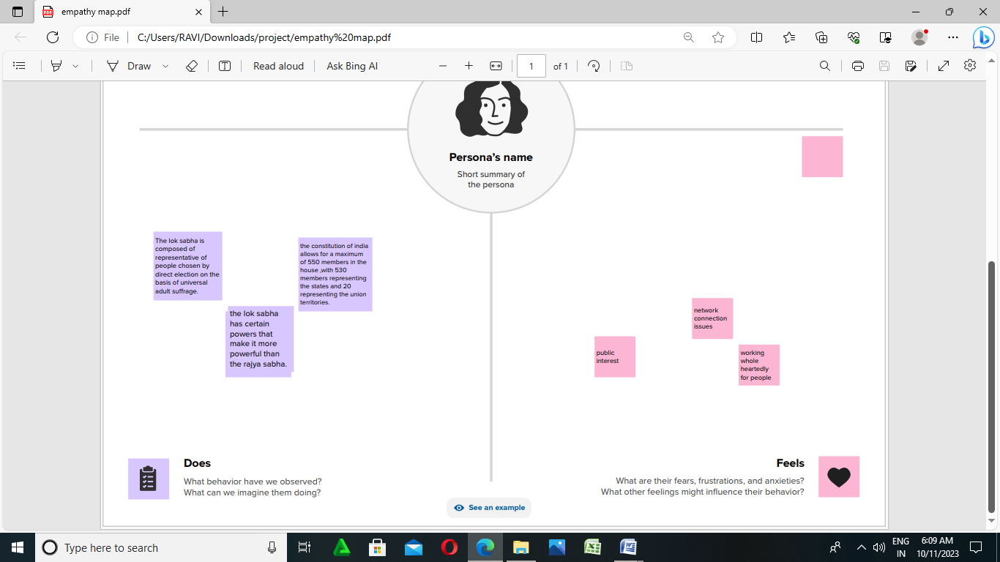 empathy map.pdf
File
C:/Users/RAVI/Downloads/project/empathy%20map.pdf
Draw
Read aloud
Ask Bing AI
1
of 1
Persona's name
Short summary of
the persona
The lok sabha is
composed of
representative of
people chosen by
direct election on the
basis of universal
adult suffrage.
the constitution of india
allows for a maximum
of 550 members in the
house ,with 530
members representing
the states and 20
representing the union
territories.
the lok sabha
has certain
powers that
make it more
powerful than
the rajya sabha.
network
connection
issues
public
interest
working
whole
heartedly
for people
Does
What behavior have we observed?
What can we imagine them doing?
Feels
What are their fears, frustrations, and anxieties?
What other feelings might influence their behavior?
See an example
Type here to search
ENG
IN
6:09 AM
10/11/2023